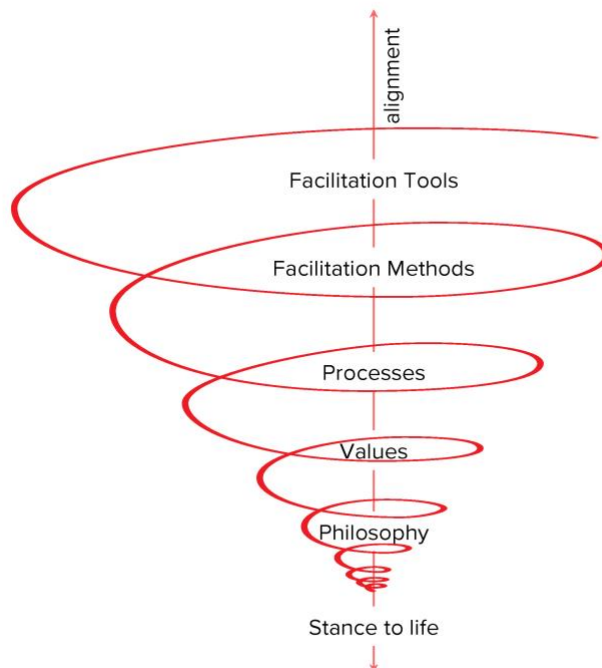 alignment
Facilitation Tools
Facilitation Methods
Processes
Values
Philosophy
Stance to life